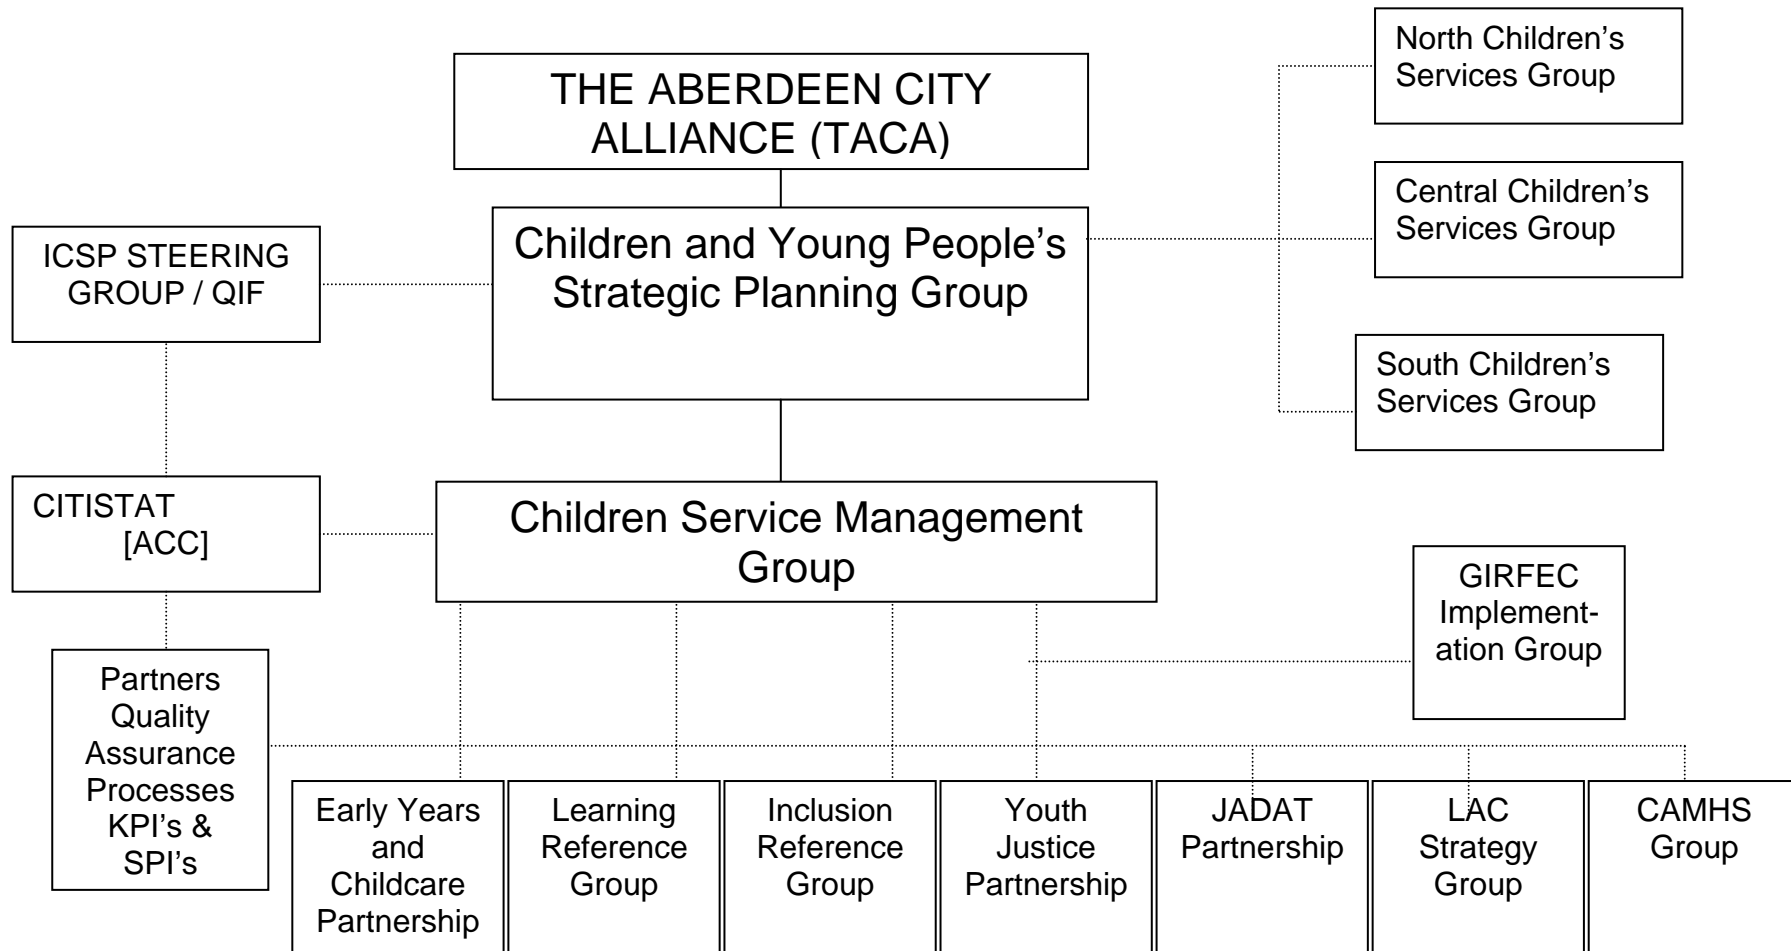 THE ABERDEEN CITY
ALLIANCE (TACA)
North Children’s
Services Group
Central Children’s
Services Group
South Children’s
Services Group
ICSP STEERING
GROUP / QIF
Children and Young People’s
Strategic Planning Group
CITISTAT
[ACC]
Children Service Management
Group
GIRFEC
Implement-
ation Group
Partners
Quality
Assurance
Processes
KPI’s &
SPI’s
Early Years
and
Childcare
Partnership
Learning
Reference
Group
Inclusion
Reference
Group
Youth
Justice
Partnership
JADAT
Partnership
LAC
Strategy
Group
CAMHS
Group